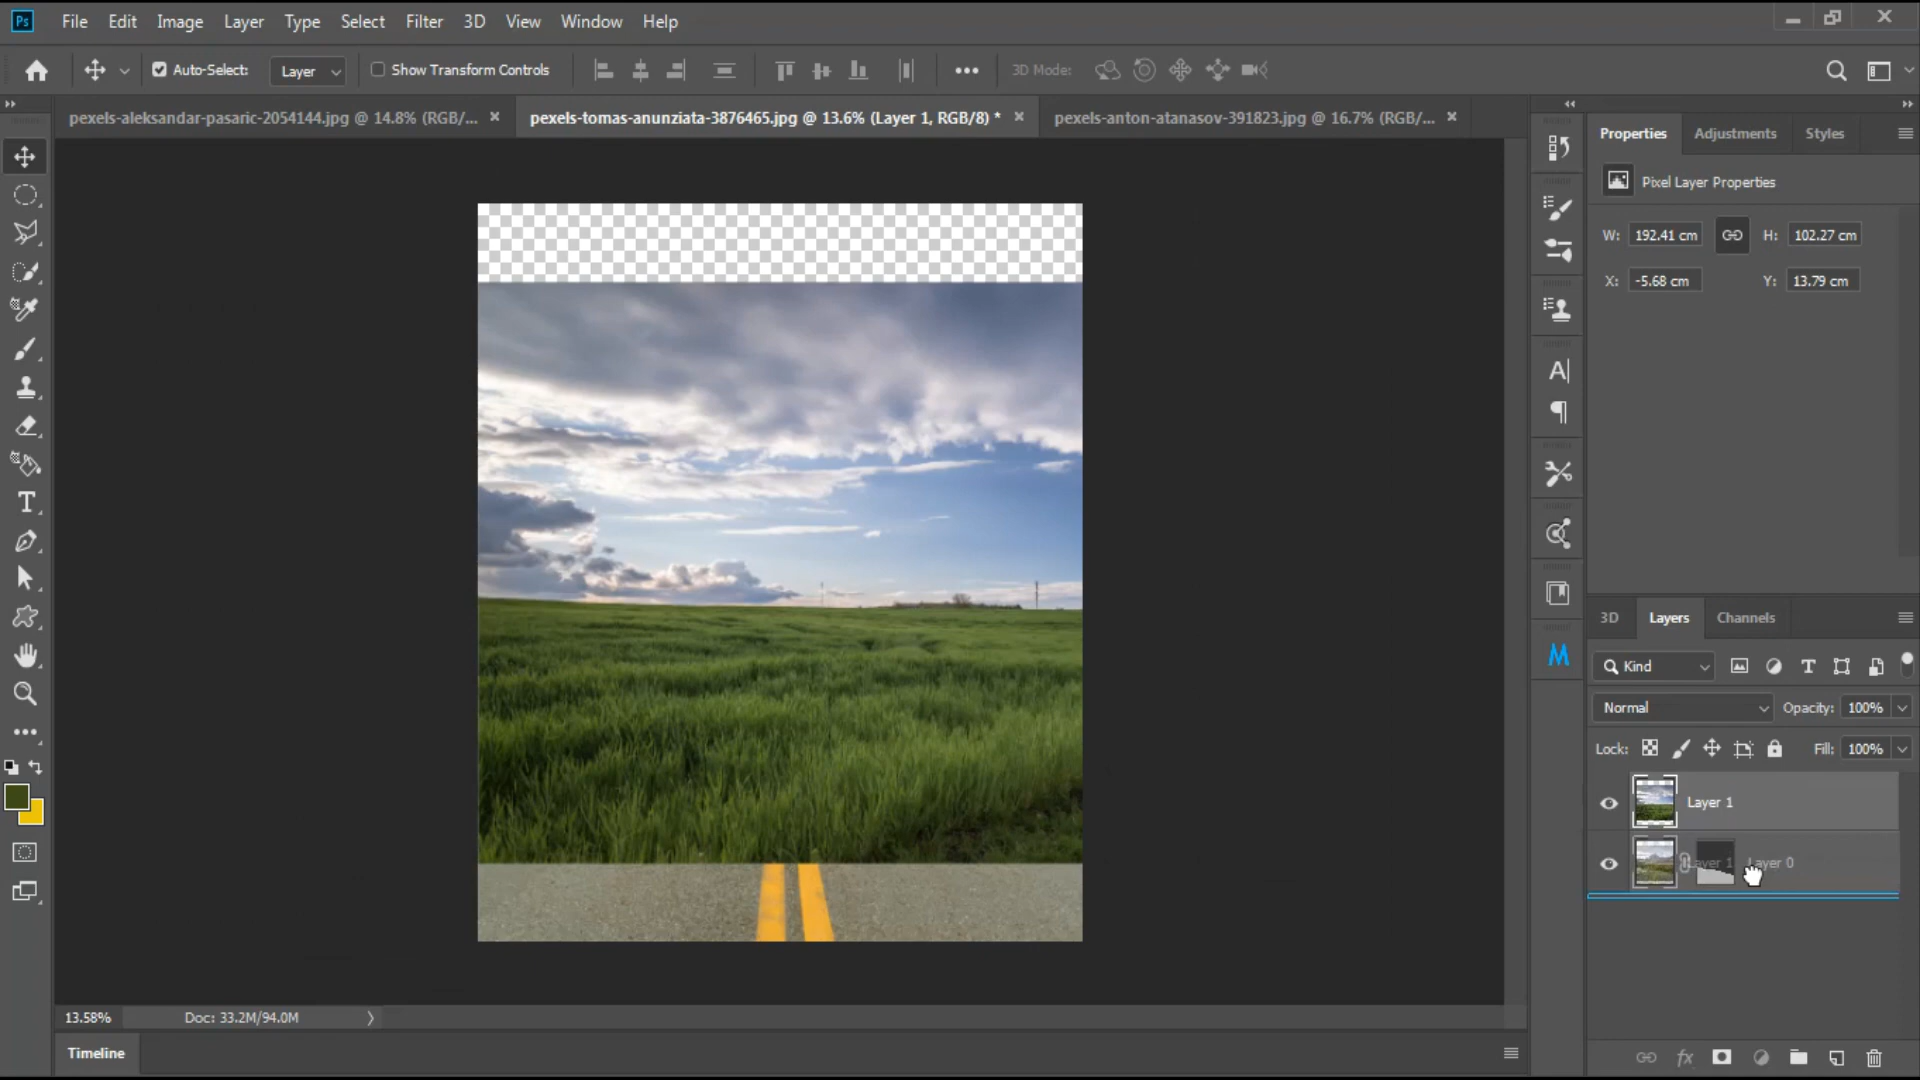 Ps File Edit Image Layer Type Select Filter 3D View Window Help
Auto-Select: Layer Show Transform Controls 3D Mode:
pexels-aleksandar-pasaric-2054144.jpg @ 14.8% (RGB/... × pexels-tomas-anunziata-3876465.jpg @ 13.6% (Layer 1, RGB/8) * × pexels-anton-atanasov-391823.jpg @ 16.7% (RGB/... ×
Properties Adjustments Styles
Pixel Layer Properties
W: 192.41 cm H: 102.27 cm
X: -5.68 cm Y: 13.79 cm
3D Layers Channels
Kind
Normal Opacity: 100%
Lock: Fill: 100%
Layer 1
Layer 1 Layer 0
13.58% Doc: 33.2M/94.0M
Timeline